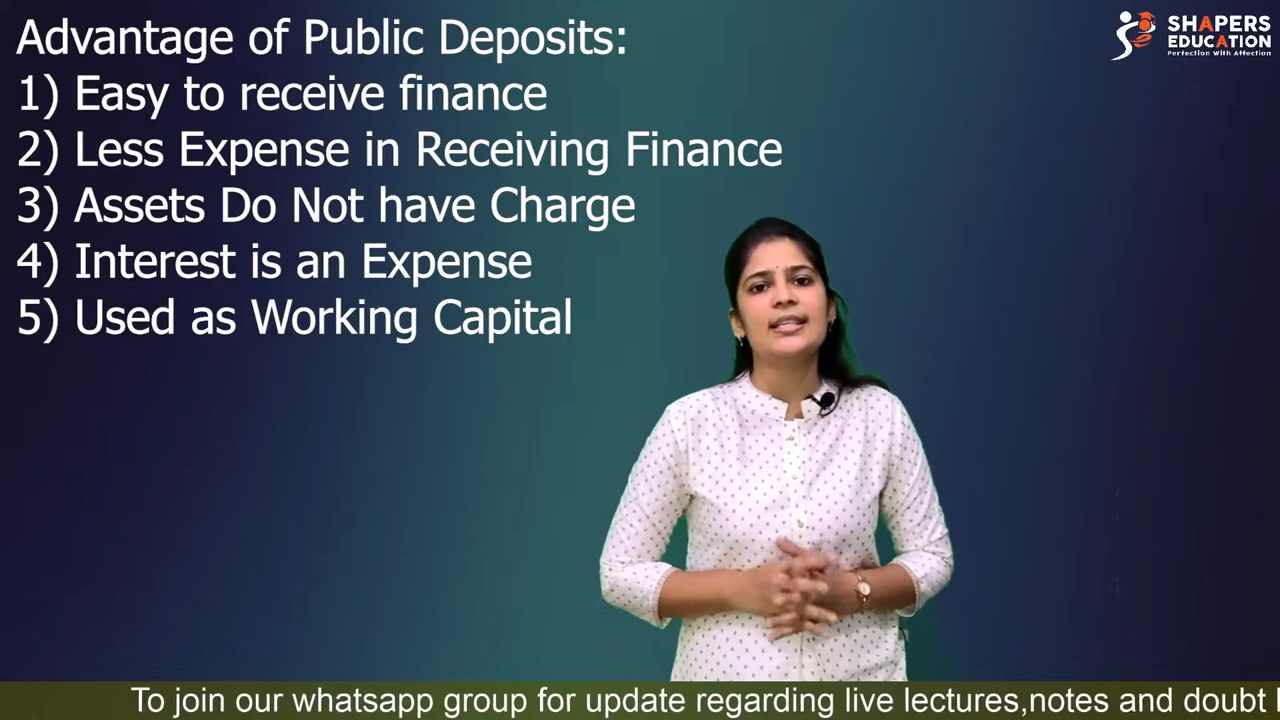 Advantage of Public Deposits:
1) Easy to receive finance
2) Less Expense in Receiving Finance
3) Assets Do Not have Charge
4) Interest is an Expense
5) Used as Working Capital
SHAPERS
EDUCATION
Perfection With Affection
To join our whatsapp group for update regarding live lectures,notes and doubt